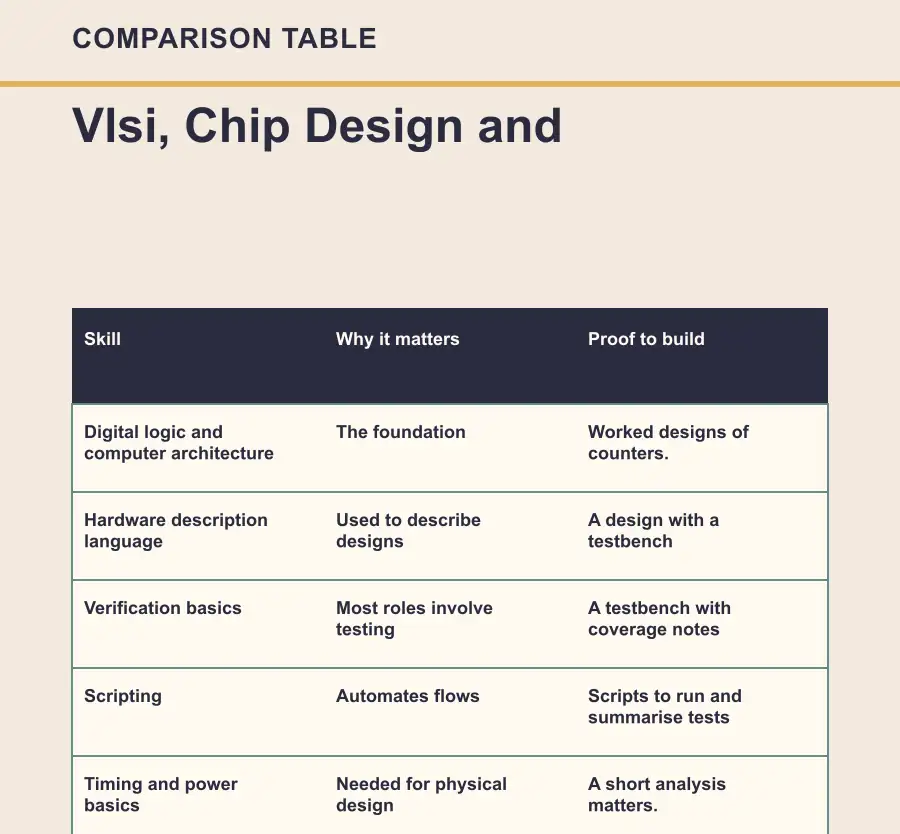 COMPARISON TABLE
Vlsi, Chip Design and
Skill
Why it matters
Proof to build
Digital logic and
computer architecture
The foundation
Worked designs of
counters.
Hardware description
language
Used to describe
designs
A design with a
testbench
Verification basics
Most roles involve
testing
A testbench with
coverage notes
Scripting
Automates flows
Scripts to run and
summarise tests
Timing and power
basics
Needed for physical
design
A short analysis
matters.